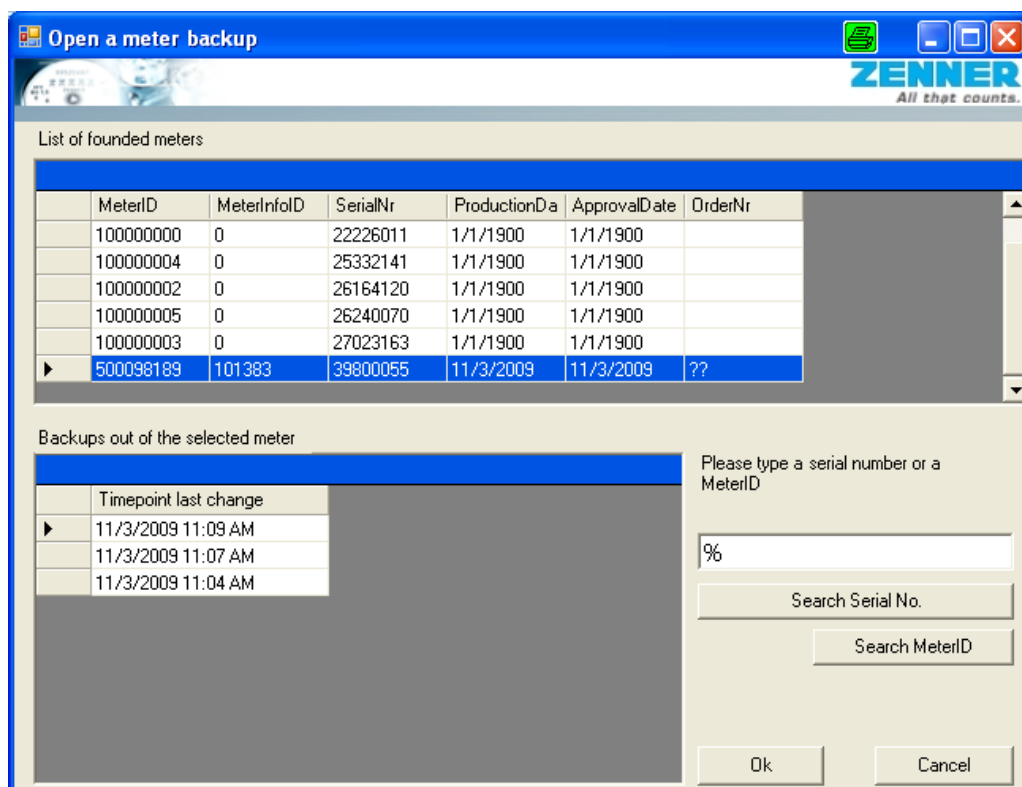 Open a meter backup
ZENNER
All that counts.
List of founded meters
MeterID MeterInfoID SerialNr ProductionDa ApprovalDate OrderNr
100000000 0 22226011 1/1/1900 1/1/1900
100000004 0 25332141 1/1/1900 1/1/1900
100000002 0 26164120 1/1/1900 1/1/1900
100000005 0 26240070 1/1/1900 1/1/1900
100000003 0 27023163 1/1/1900 1/1/1900
500098189 101383 39800055 11/3/2009 11/3/2009 ??
Backups out of the selected meter
Timepoint last change
11/3/2009 11:09 AM
11/3/2009 11:07 AM
11/3/2009 11:04 AM
Please type a serial number or a
MeterID
%
Search Serial No.
Search MeterID
Ok Cancel